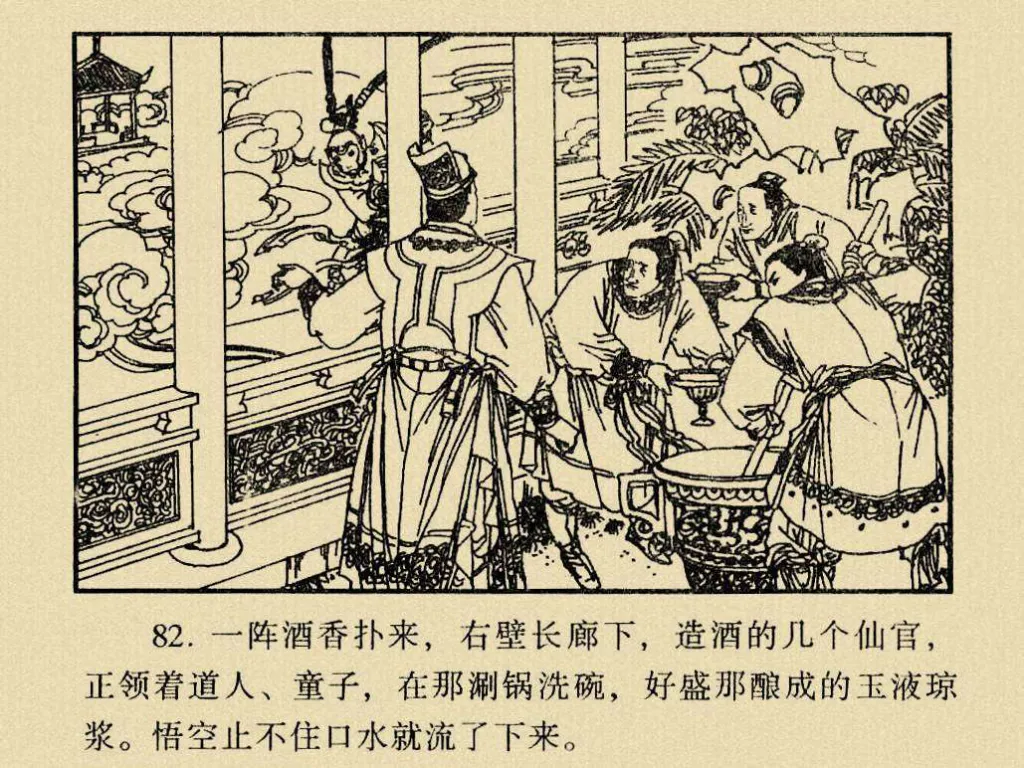 82. 一阵酒香扑来，右壁长廊下，造酒的几个仙官，
正领着道人、童子，在那涮锅洗碗，好盛那酿成的玉液琼
浆。悟空止不住口水就流了下来。